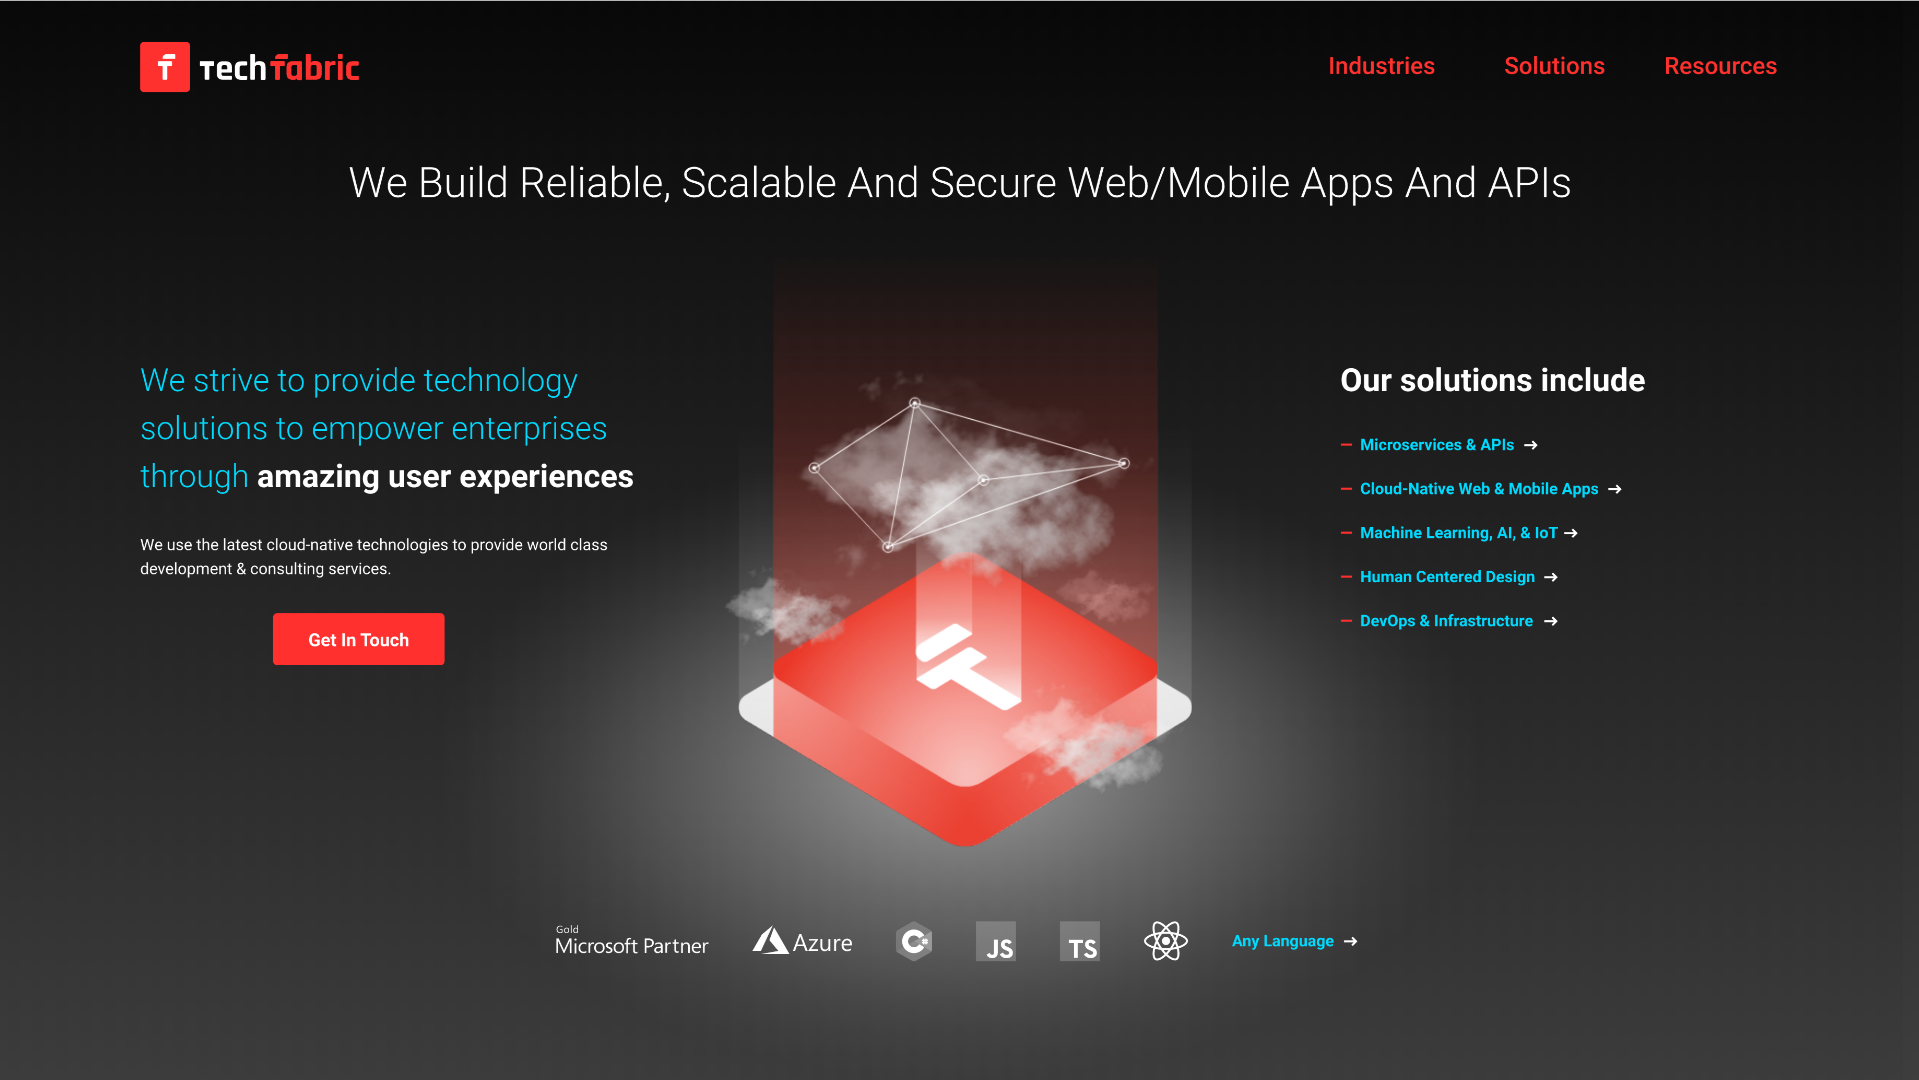 Techfabric
Industries
Solutions
Resources
We Build Reliable, Scalable And Secure Web/Mobile Apps And APIs
We strive to provide technology
solutions to empower enterprises
through amazing user experiences
We use the latest cloud-native technologies to provide world class
development & consulting services.
Get In Touch
Our solutions include
Microservices & APIs
Cloud-Native Web & Mobile Apps
Machine Learning, AI, & IoT
Human Centered Design
DevOps & Infrastructure
Gold
Microsoft Partner
Azure
C#
JS
TS
Any Language